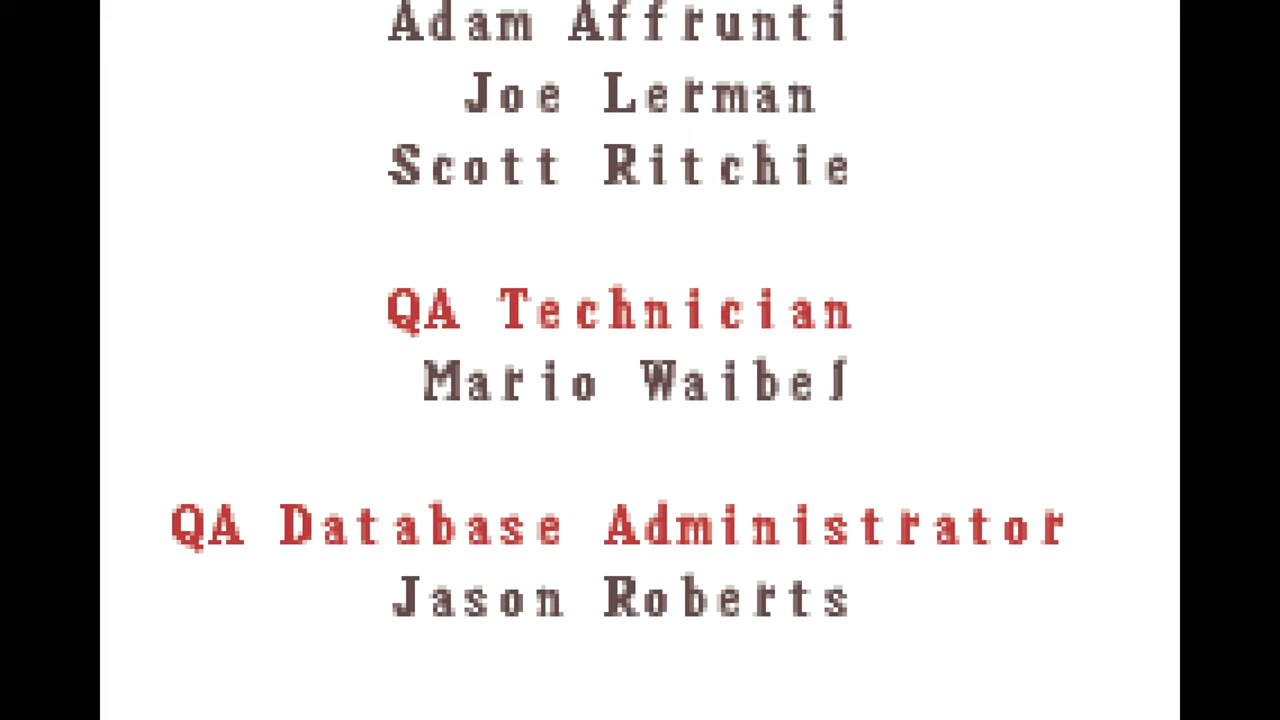 Adam Affrunti
Joe Lerman
Scott Ritchie
QA Technician
Mario Waibel
QA Database Administrator
Jason Roberts